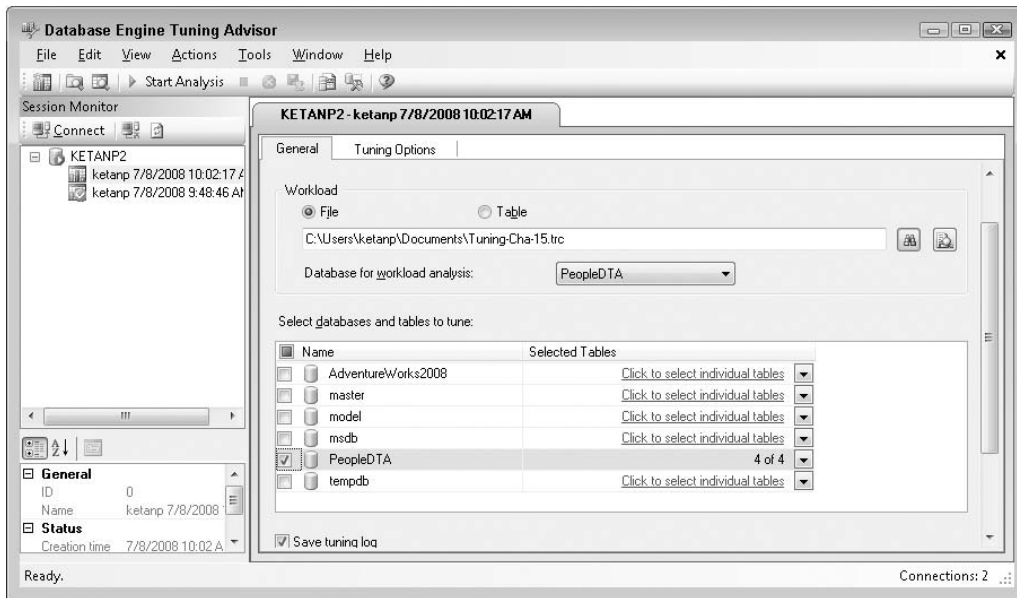 Database Engine Tuning Advisor
File Edit View Actions Tools Window Help
Start Analysis
Session Monitor
Connect
KETANP2
ketanp 7/8/2008 10:02:17 A
ketanp 7/8/2008 9:48:46 AM
General
ID 0
Name ketanp 7/8/2008
Status
Creation time 7/8/2008 10:02 A
KETANP2 - ketanp 7/8/2008 10:02:17 AM
General Tuning Options
Workload
File Table
C:\Users\ketanp\Documents\Tuning-Cha-15.trc
Database for workload analysis: PeopleDTA
Select databases and tables to tune:
Name Selected Tables
AdventureWorks2008 Click to select individual tables
master Click to select individual tables
model Click to select individual tables
msdb Click to select individual tables
PeopleDTA 4 of 4
tempdb Click to select individual tables
Save tuning log
Ready. Connections: 2